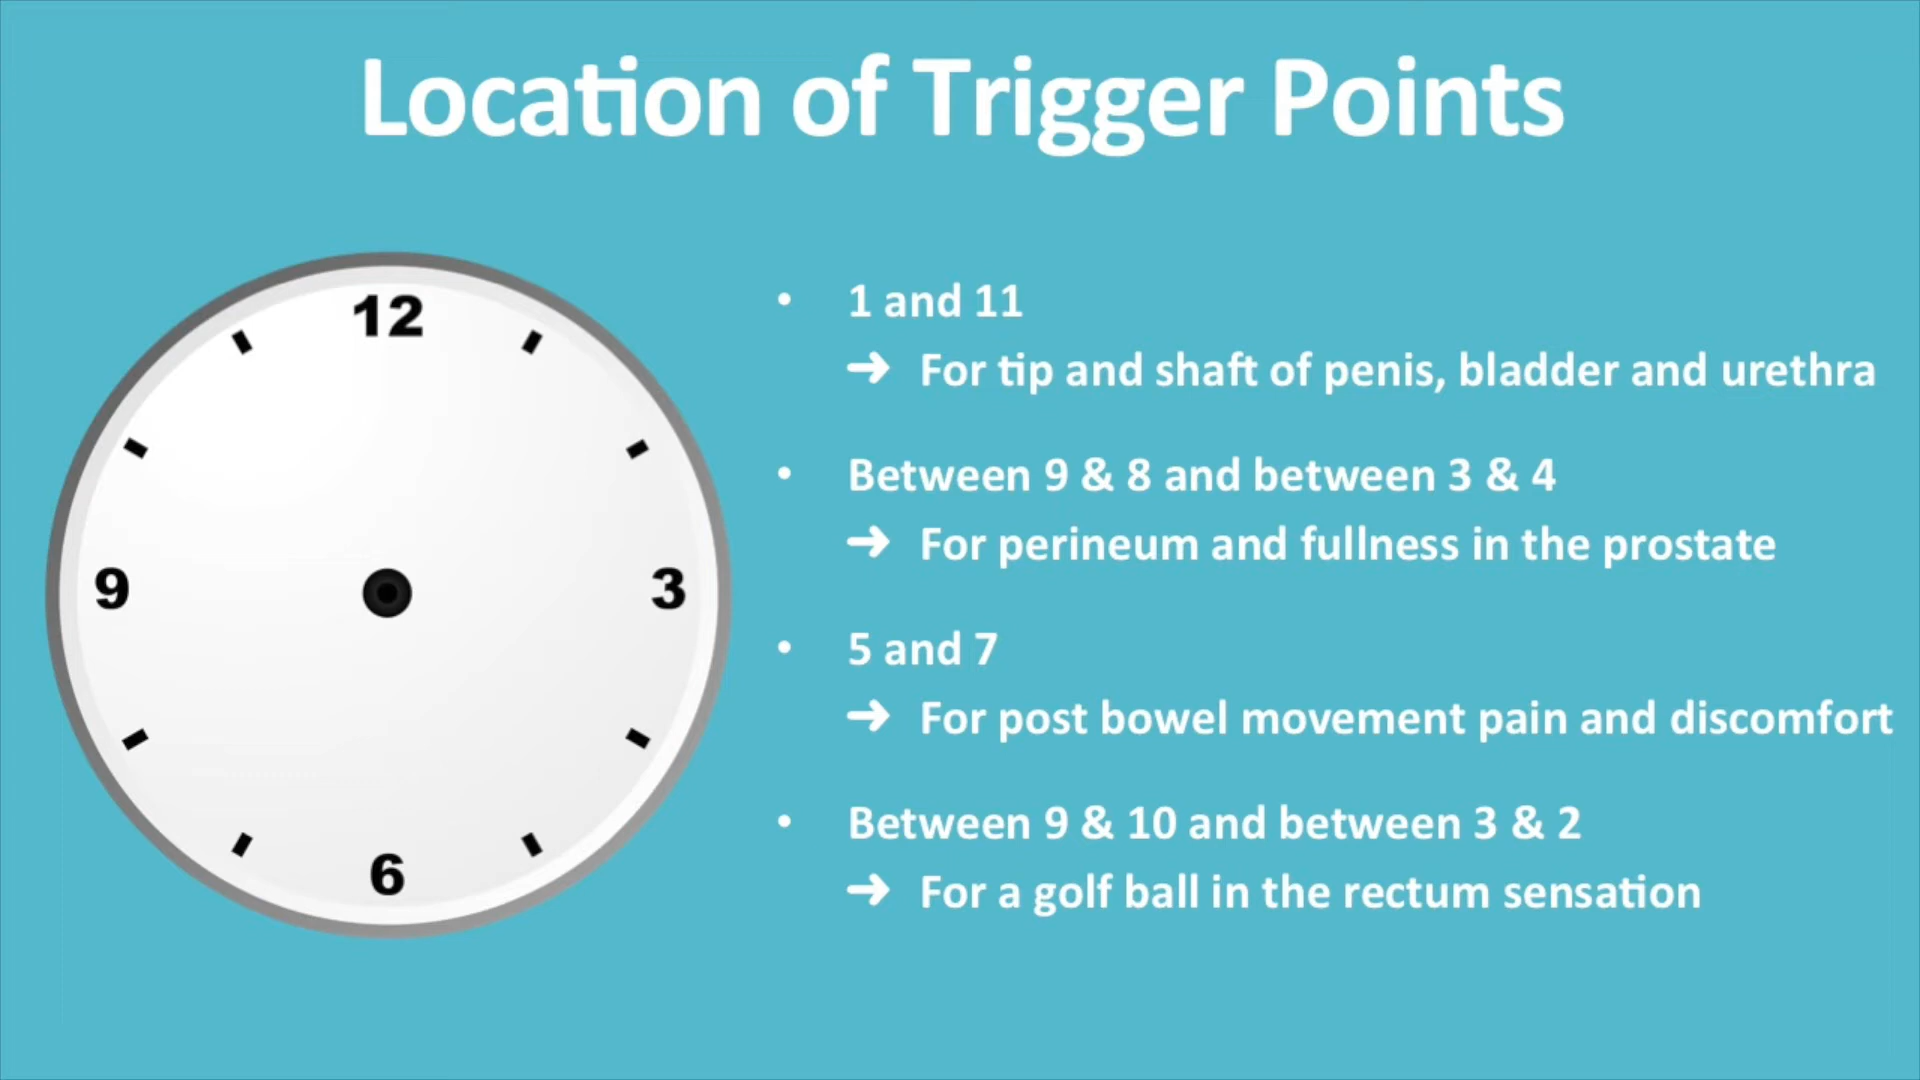 Location of Trigger Points
12
9
3
6
• 1 and 11
➜ For tip and shaft of penis, bladder and urethra
• Between 9 & 8 and between 3 & 4
➜ For perineum and fullness in the prostate
• 5 and 7
➜ For post bowel movement pain and discomfort
• Between 9 & 10 and between 3 & 2
➜ For a golf ball in the rectum sensation